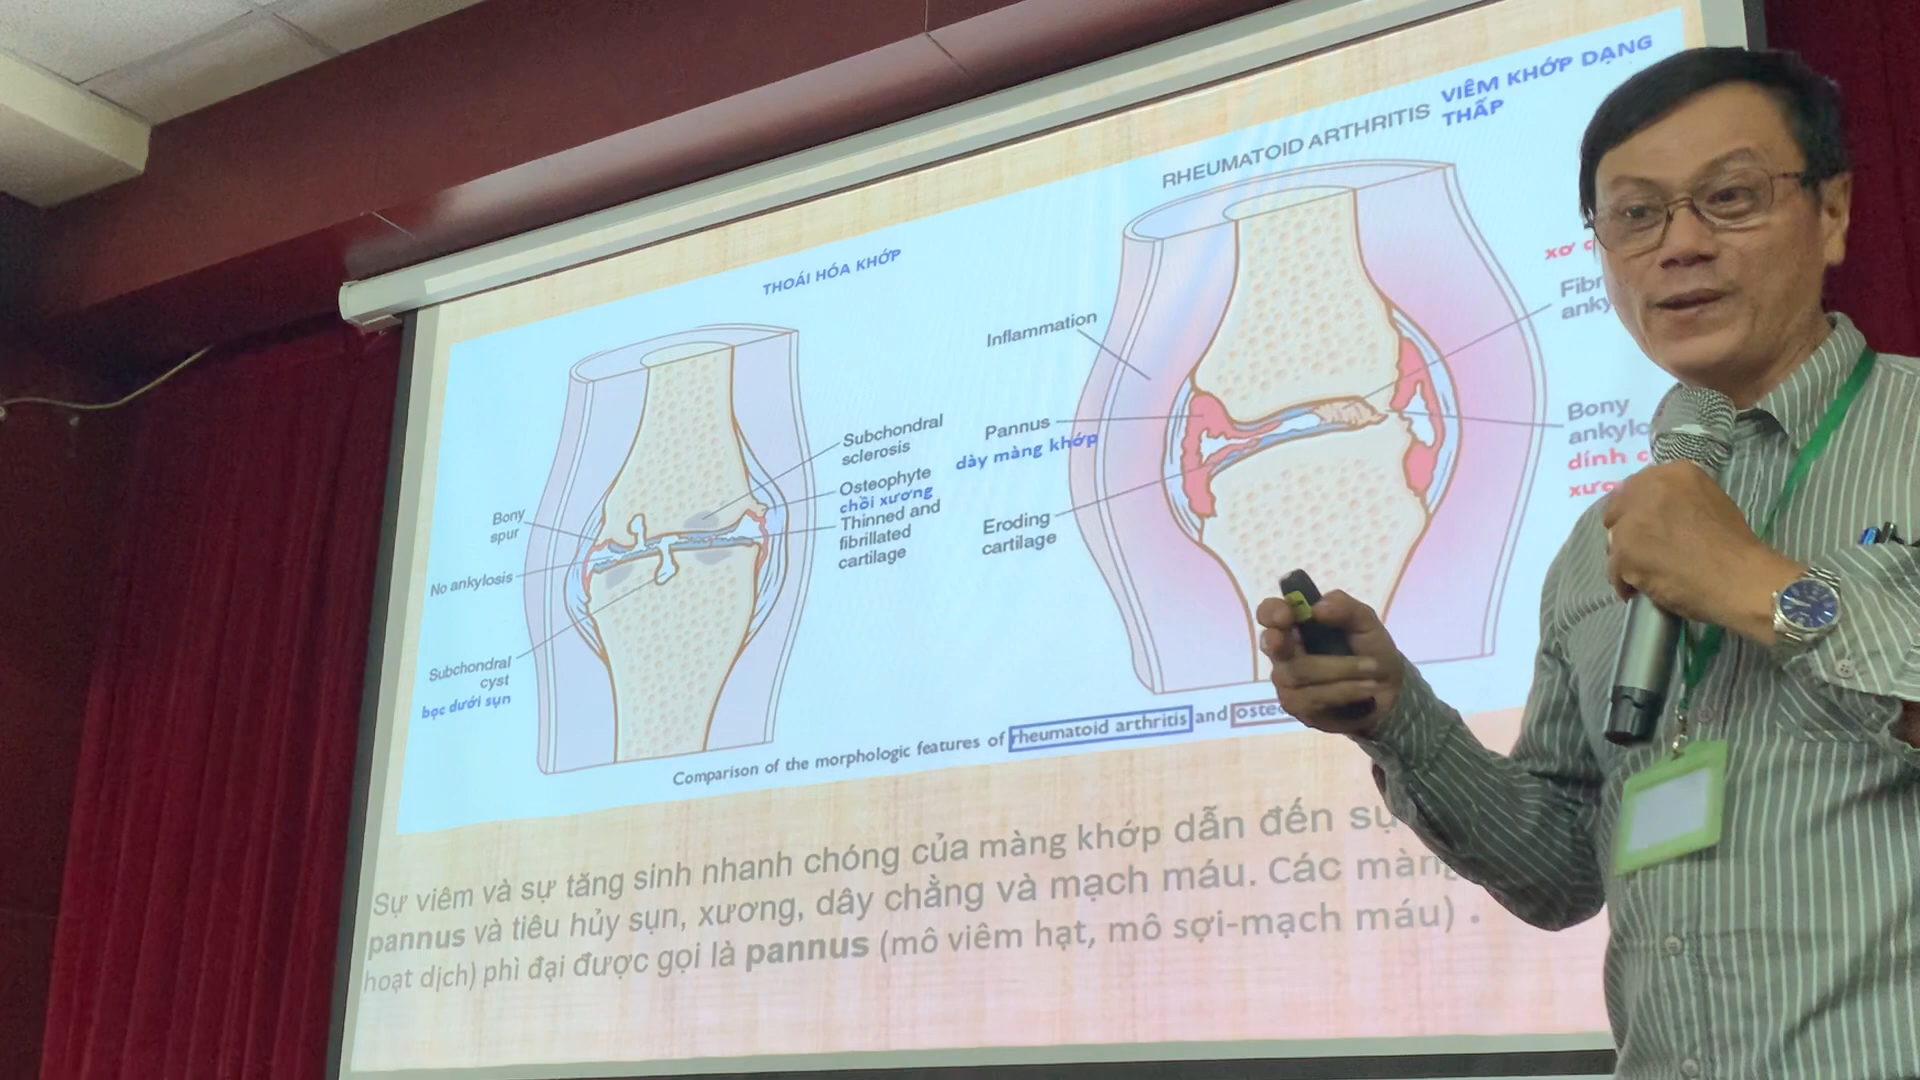 THOÁI HÓA KHỚP
RHEUMATOID ARTHRITIS
VIÊM KHỚP DẠNG
THẤP
Bony
spur
No ankylosis
Subchondral
cyst
bọc dưới sụn
Subchondral
sclerosis
Osteophyte
chồi xương
Thinned and
fibrillated
cartilage
Inflammation
Pannus
dày màng khớp
Eroding
cartilage
xơ
Bony
dính
Comparison of the morphologic features of rheumatoid arthritis and
Sự viêm và sự tăng sinh nhanh chóng của màng khớp dẫn đến sự
pannus và tiêu hủy sụn, xương, dây chằng và mạch máu. Các màng
hoạt dịch) phì đại được gọi là pannus (mô viêm hạt, mô sợi-mạch máu) .